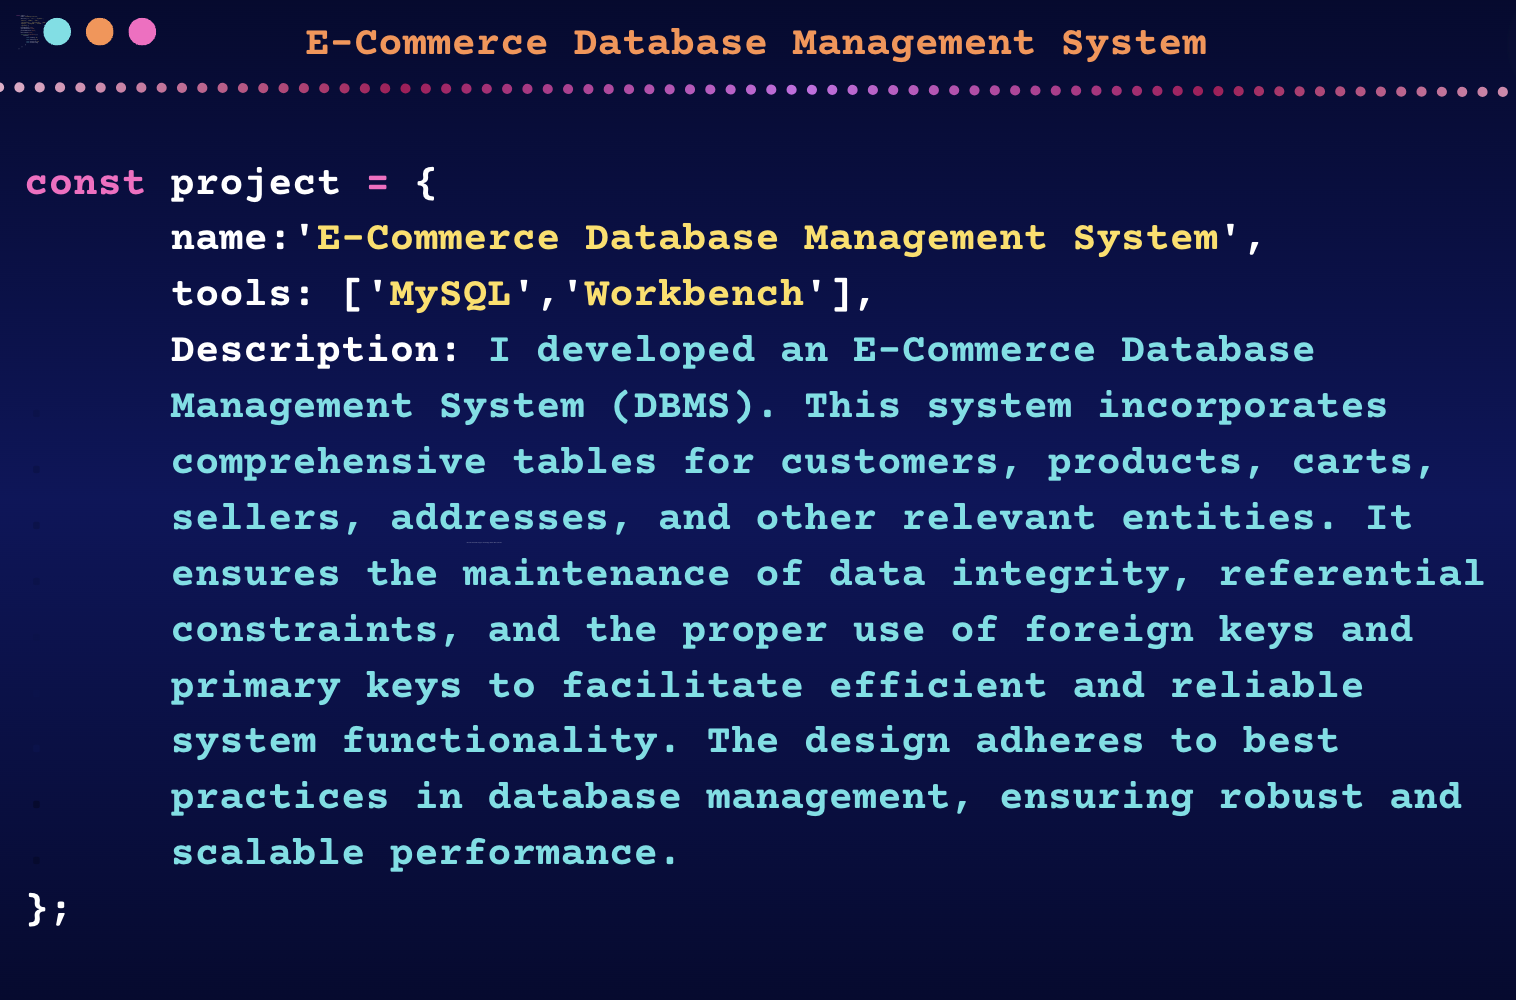 E-Commerce Database Management System
const project = {
name:'E-Commerce Database Management System',
tools: ['MySQL','Workbench'],
Description: I developed an E-Commerce Database
Management System (DBMS). This system incorporates
comprehensive tables for customers, products, carts,
sellers, addresses, and other relevant entities. It
ensures the maintenance of data integrity, referential
constraints, and the proper use of foreign keys and
primary keys to facilitate efficient and reliable
system functionality. The design adheres to best
practices in database management, ensuring robust and
scalable performance.
};